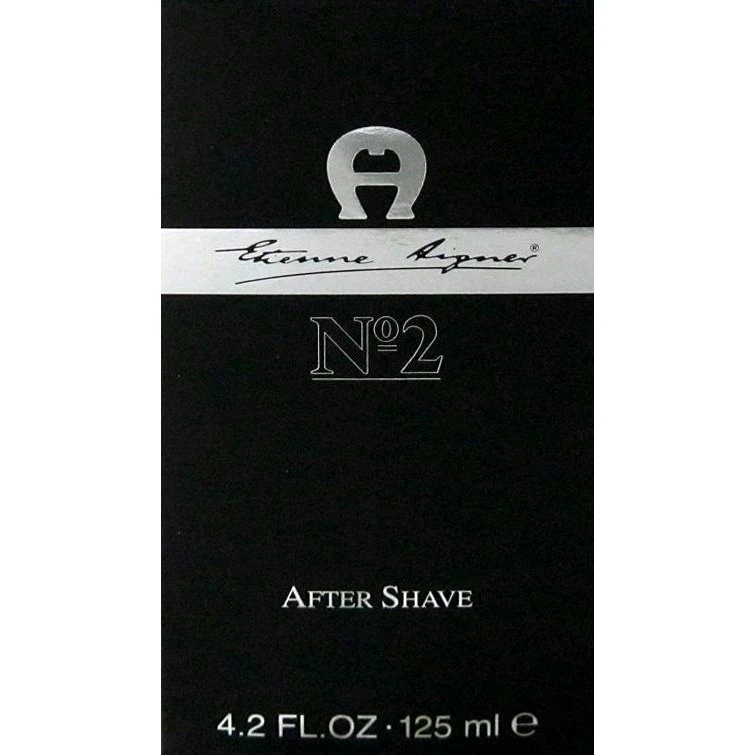 Etienne Aigner®
Nº2
AFTER SHAVE
4.2 FL.OZ · 125 ml ℮